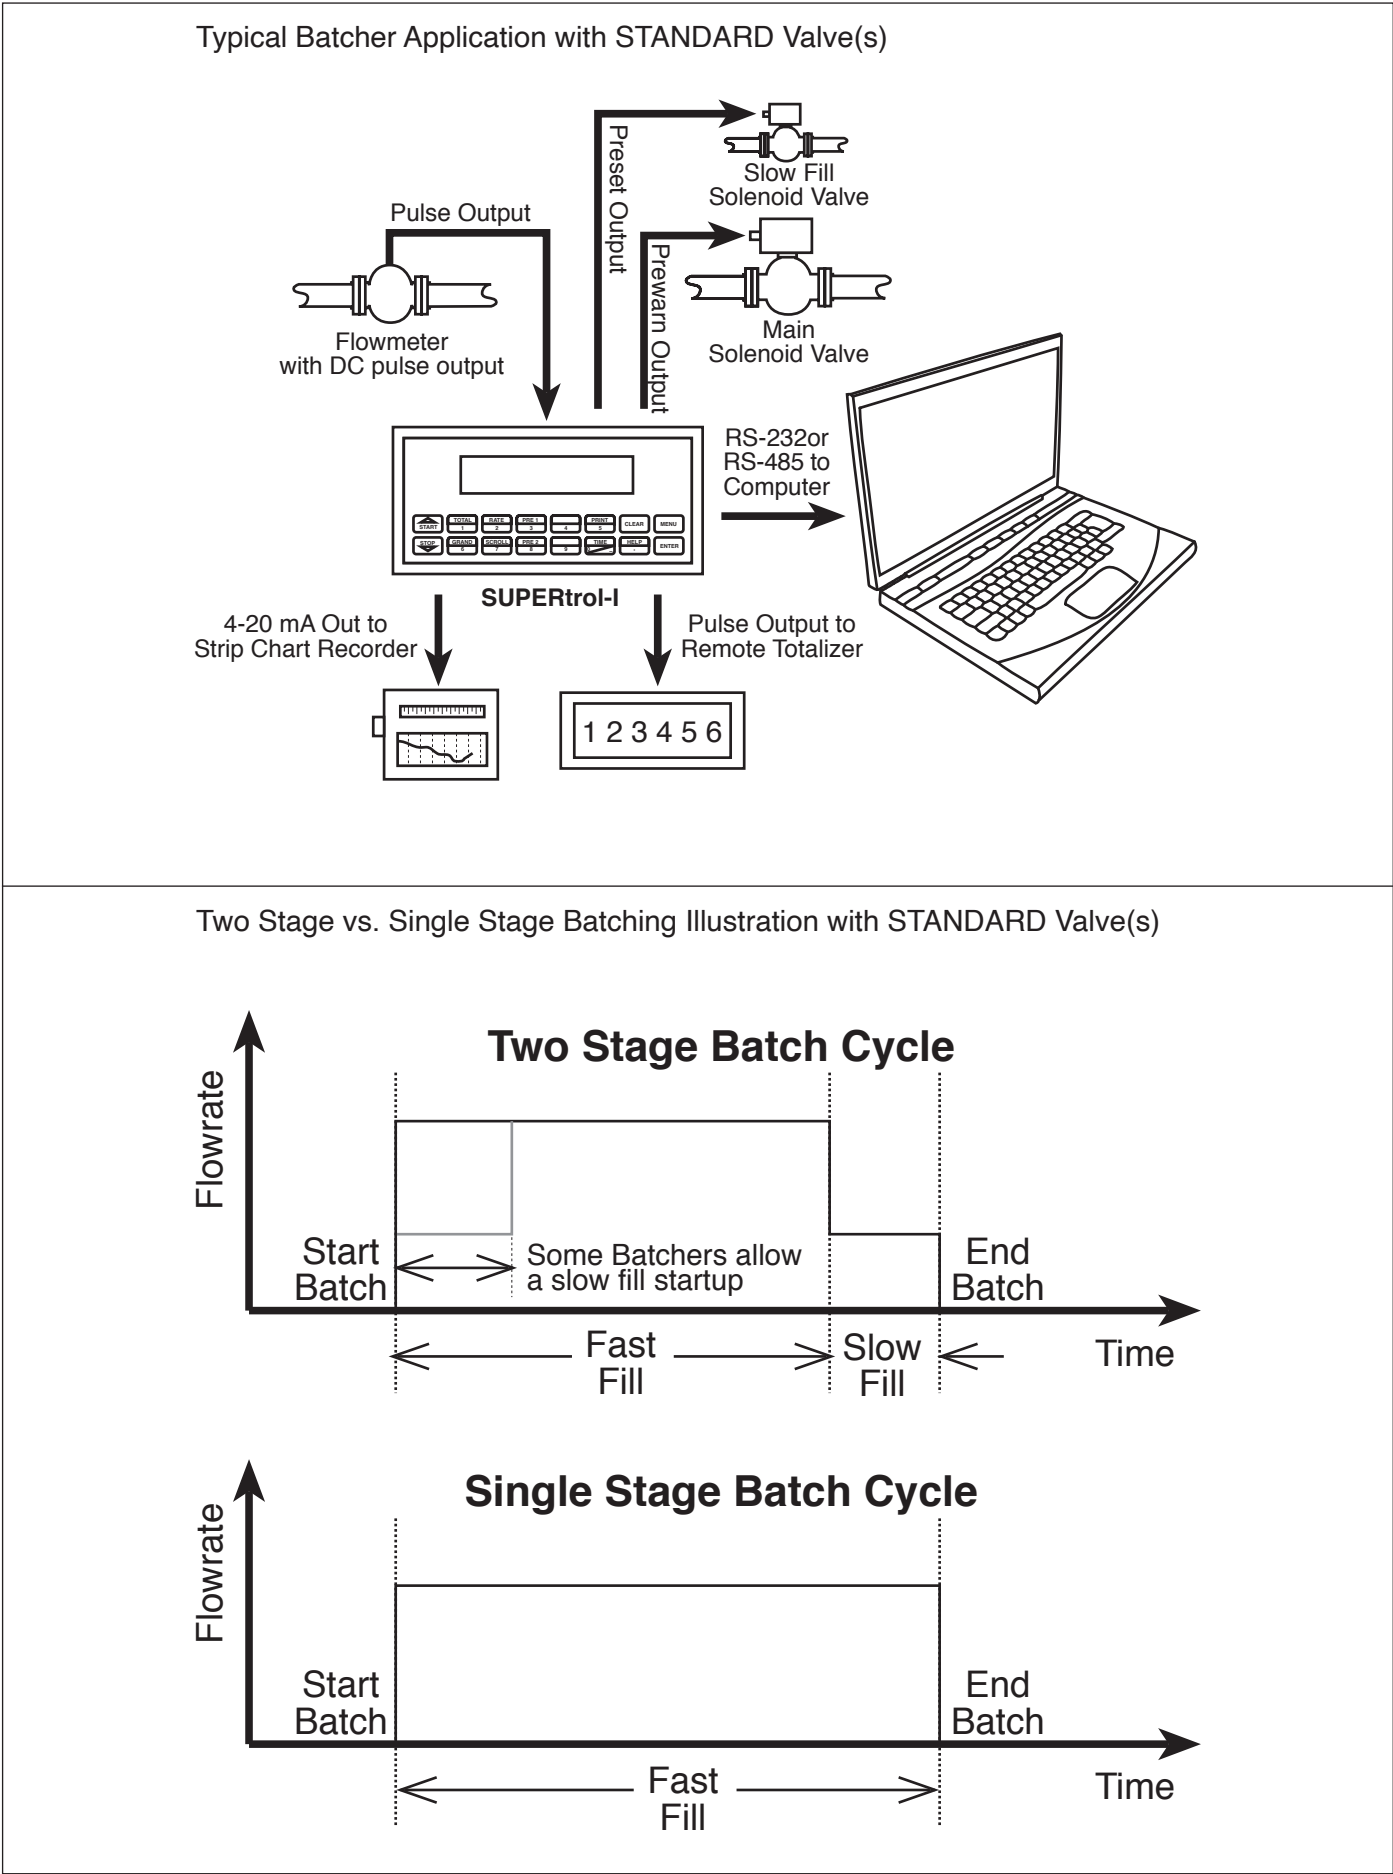 Typical Batcher Application with STANDARD Valve(s)
Preset Output
Slow Fill
Solenoid Valve
Pulse Output
Prewarn Output
Main
Solenoid Valve
Flowmeter
with DC pulse output
RS-232or
RS-485 to
Computer
START
TOTAL
1
RATE
2
PRE 1
3
4
PRINT
5
CLEAR
MENU
STOP
GRAND
6
SCROLL
7
PRE 2
8
9
TIME
0
HELP
ENTER
SUPERtrol-I
4-20 mA Out to
Strip Chart Recorder
Pulse Output to
Remote Totalizer
1 2 3 4 5 6
Two Stage vs. Single Stage Batching Illustration with STANDARD Valve(s)
Two Stage Batch Cycle
Flowrate
Start
Batch
Some Batchers allow
a slow fill startup
End
Batch
Fast
Fill
Slow
Fill
Time
Single Stage Batch Cycle
Flowrate
Start
Batch
End
Batch
Fast
Fill
Time